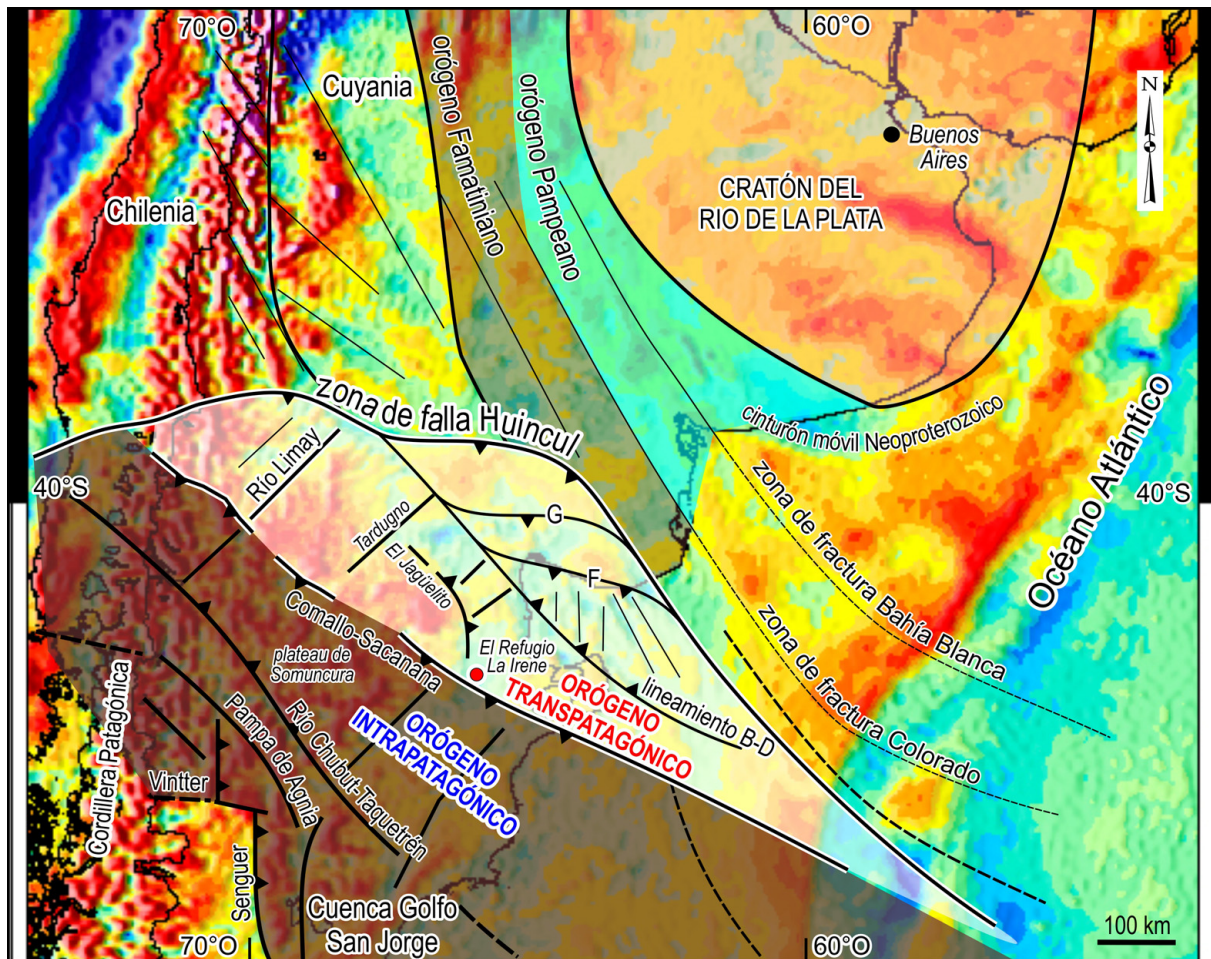 70°O
60°O
Cuyania
orógeno Famatiniano
orógeno Pampeano
N
Buenos
Aires
CRATÓN DEL
RIO DE LA PLATA
Chilenia
zona de falla Huincul
cinturón móvil Neoproterozoico
Océano Atlántico
40°S
40°S
Río Limay
zona de fractura Bahía Blanca
Tardugno
G
El Jagüelito
F
Comallo-Sacanana
zona de fractura Colorado
El Refugio
La Irene
plateau de
Somuncura
lineamiento B-D
ORÓGENO
TRANSPATAGÓNICO
ORÓGENO
INTRAPATAGÓNICO
Cordillera Patagónica
Pampa de Agnia
Río Chubut-Taquetrén
Vintter
Senguer
Cuenca Golfo
San Jorge
100 km
70°O
60°O